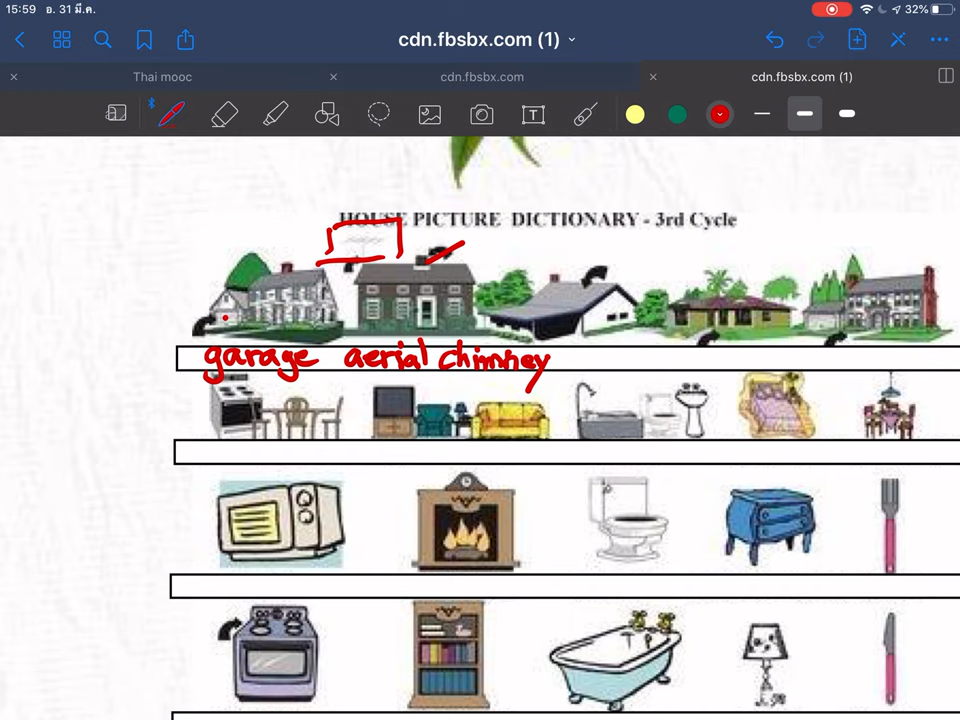 15:59 อ. 31 มี.ค. 32%
cdn.fbsbx.com (1)
Thai mooc cdn.fbsbx.com cdn.fbsbx.com (1)
T
HOUSE PICTURE DICTIONARY - 3rd Cycle
garage aerial chimney